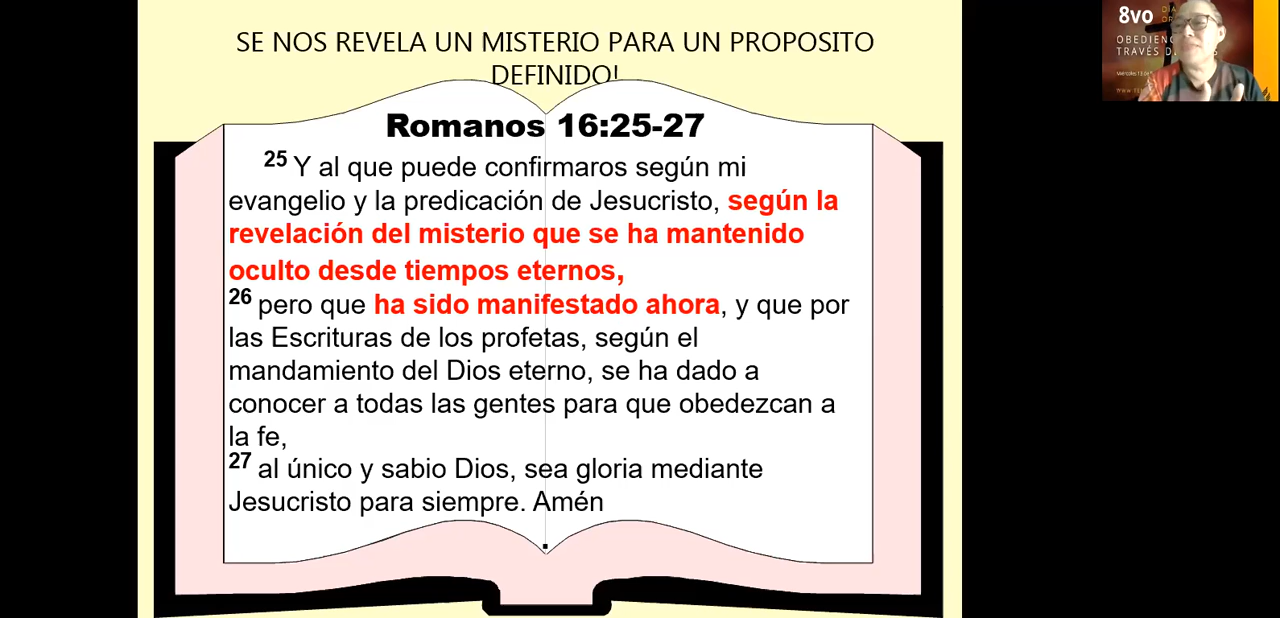 SE NOS REVELA UN MISTERIO PARA UN PROPOSITO
DEFINIDO!
Romanos 16:25-27
25 Y al que puede confirmaros según mi
evangelio y la predicación de Jesucristo, según la
revelación del misterio que se ha mantenido
oculto desde tiempos eternos,
26 pero que ha sido manifestado ahora, y que por
las Escrituras de los profetas, según el
mandamiento del Dios eterno, se ha dado a
conocer a todas las gentes para que obedezcan a
la fe,
27 al único y sabio Dios, sea gloria mediante
Jesucristo para siempre. Amén
.
8vo
OBEDIENC
TRAVÉS D